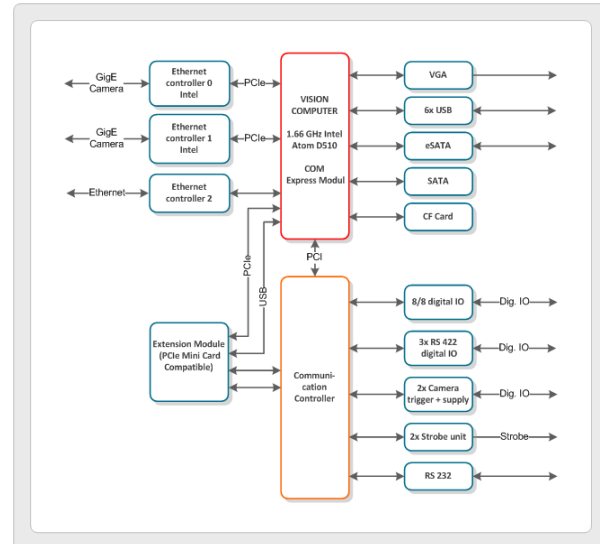 GigE
Camera
Ethernet
controller 0
Intel
PCIe
GigE
Camera
Ethernet
controller 1
Intel
PCIe
Ethernet
Ethernet
controller 2
VISION
COMPUTER
1.66 GHz Intel
Atom D510
COM
Express Modul
VGA
6x USB
eSATA
SATA
CF Card
PCIe
USB
PCI
Extension Module
(PCIe Mini Card
Compatible)
Communi-
cation
Controller
8/8 digital IO
Dig. IO
3x RS 422
digital IO
Dig. IO
2x Camera
trigger + supply
Dig. IO
2x Strobe unit
Strobe
RS 232